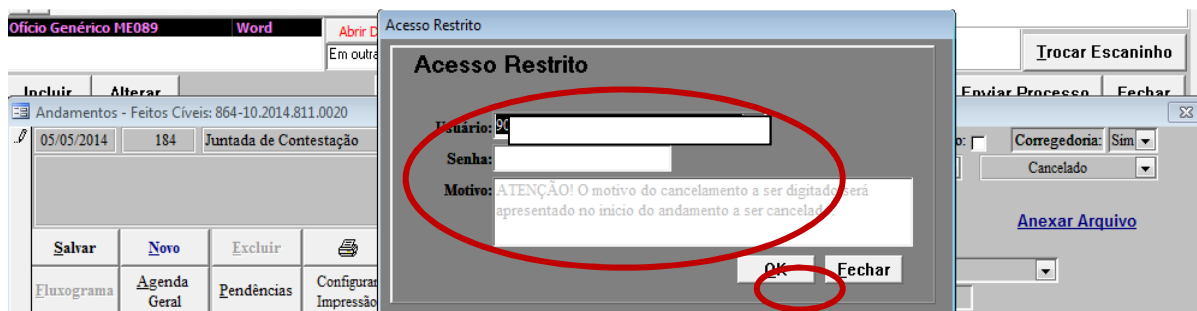 Ofício Genérico ME089 Word
Abrir D
Em outra
Incluir Alterar
Trocar Escaninho
Enviar Processo Fechar
Andamentos - Feitos Cíveis: 864-10.2014.811.0020
05/05/2014 184 Juntada de Contestação
Corregedoria: Sim
Cancelado
Anexar Arquivo
Salvar Novo Excluir
Fluxograma Agenda Geral Pendências Configurar Impressão
Acesso Restrito
Acesso Restrito
Usuário: 90
Senha:
Motivo: ATENÇÃO! O motivo do cancelamento a ser digitado será
apresentado no inicio do andamento a ser cancelad
OK Fechar